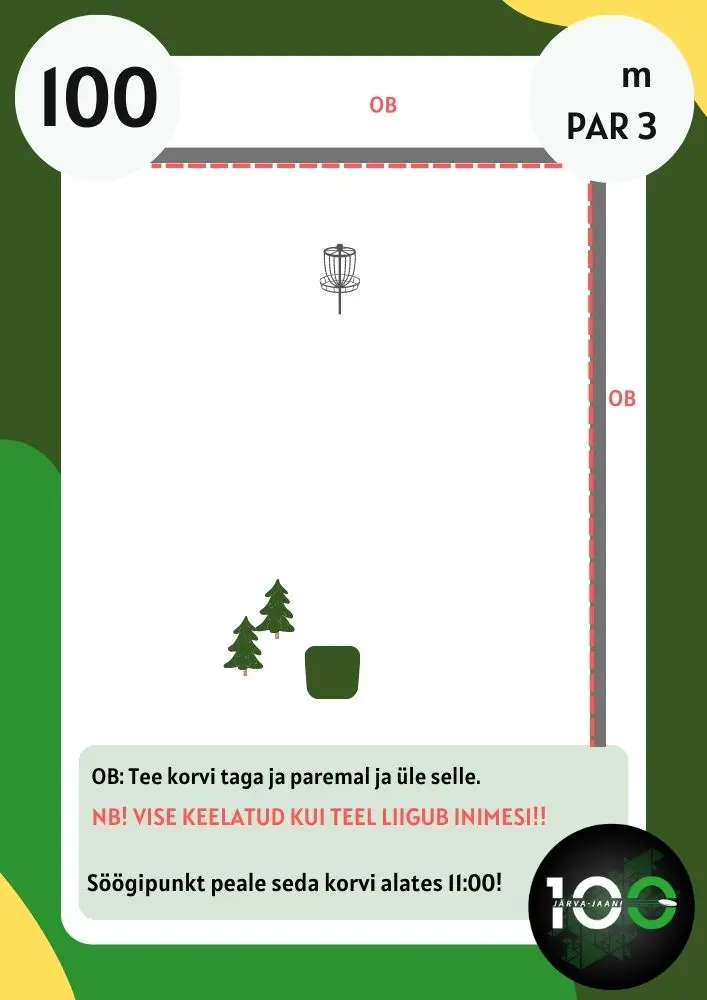 100
m
PAR 3
OB
OB
OB: Tee korvi taga ja paremal ja üle selle.
NB! VISE KEELATUD KUI TEEL LIIGUB INIMESI!!
Söögipunkt peale seda korvi alates 11:00!
100
JÄRVA-JAANI